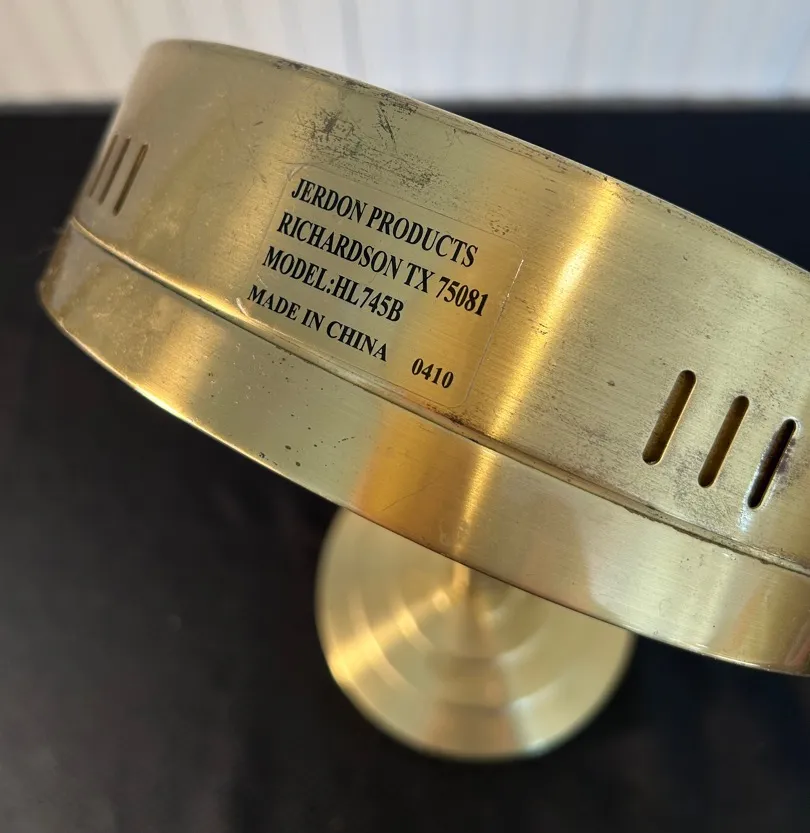 JERDON PRODUCTS
RICHARDSON TX 75081
MODEL:HL745B
MADE IN CHINA 0410